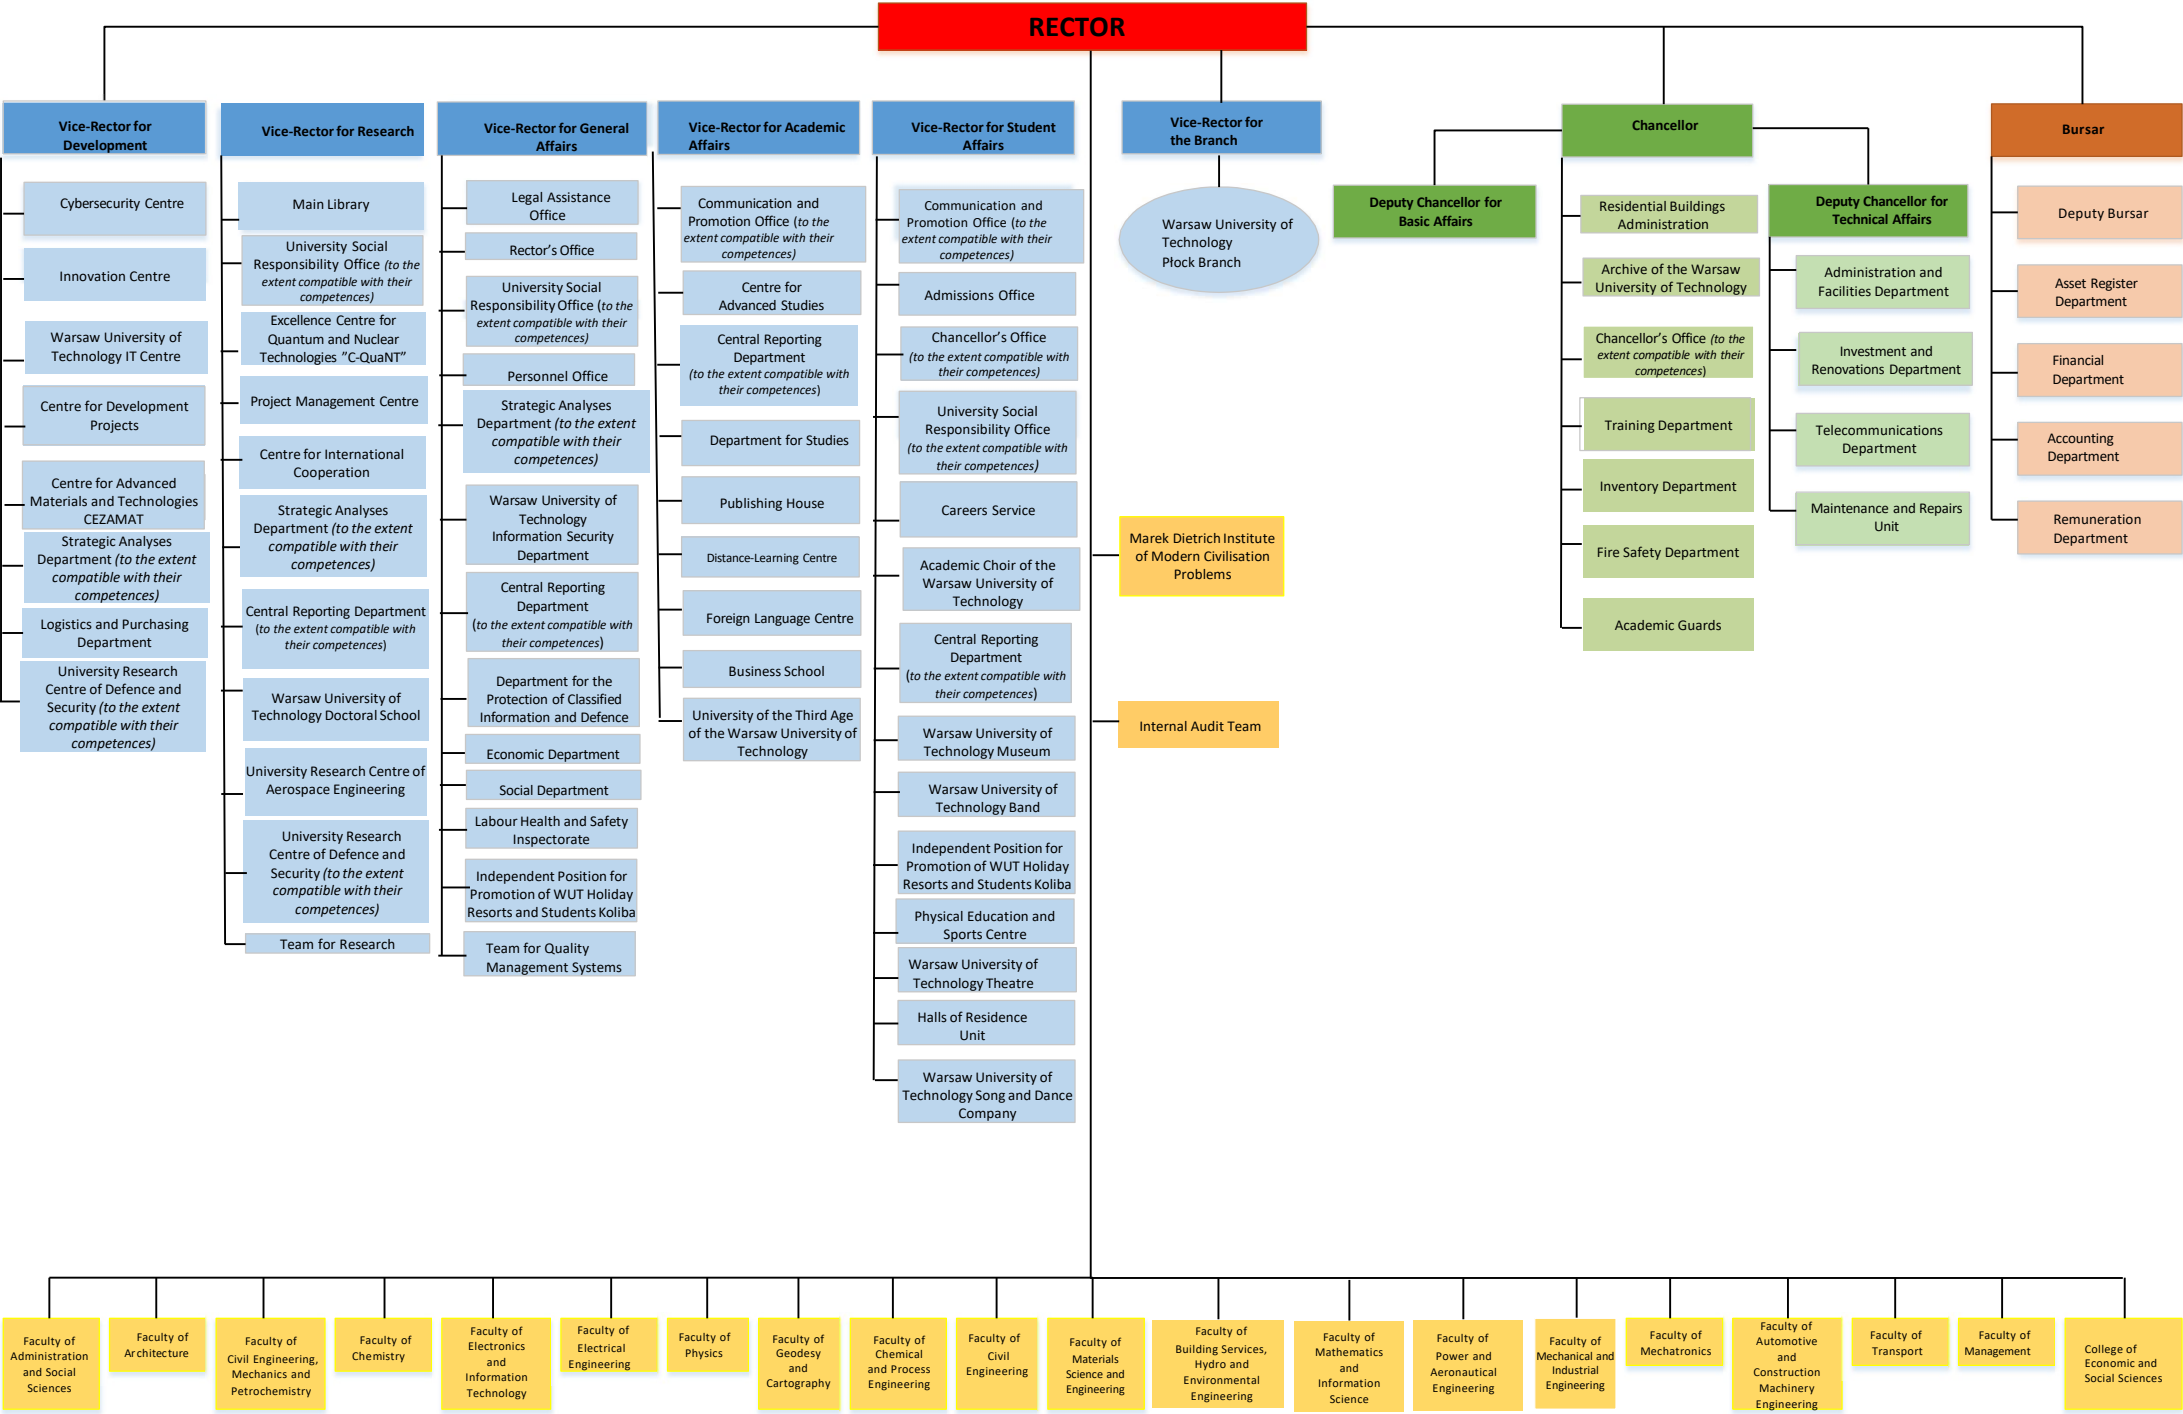 RECTOR
Vice-Rector for
Development
Cybersecurity Centre
Innovation Centre
Warsaw University of
Technology IT Centre
Centre for Development
Projects
Centre for Advanced
Materials and Technologies
CEZAMAT
Strategic Analyses
Department (to the extent
compatible with their
competences)
Logistics and Purchasing
Department
University Research
Centre of Defence and
Security (to the extent
compatible with their
competences)
Vice-Rector for Research
Main Library
University Social
Responsibility Office (to the
extent compatible with their
competences)
Excellence Centre for
Quantum and Nuclear
Technologies ”C-QuaNT”
Project Management Centre
Centre for International
Cooperation
Strategic Analyses
Department (to the extent
compatible with their
competences)
Central Reporting Department
(to the extent compatible with
their competences)
Warsaw University of
Technology Doctoral School
University Research Centre of
Aerospace Engineering
University Research
Centre of Defence and
Security (to the extent
compatible with their
competences)
Team for Research
Vice-Rector for General
Affairs
Legal Assistance
Office
Rector’s Office
University Social
Responsibility Office (to the
extent compatible with their
competences)
Personnel Office
Strategic Analyses
Department (to the extent
compatible with their
competences)
Warsaw University of
Technology
Information Security
Department
Central Reporting
Department
(to the extent compatible with
their competences)
Department for the
Protection of Classified
Information and Defence
Economic Department
Social Department
Labour Health and Safety
Inspectorate
Independent Position for
Promotion of WUT Holiday
Resorts and Students Koliba
Team for Quality
Management Systems
Vice-Rector for Academic
Affairs
Communication and
Promotion Office (to the
extent compatible with their
competences)
Centre for
Advanced Studies
Central Reporting
Department
(to the extent compatible with
their competences)
Department for Studies
Publishing House
Distance-Learning Centre
Foreign Language Centre
Business School
University of the Third Age
of the Warsaw University of
Technology
Vice-Rector for Student
Affairs
Communication and
Promotion Office (to the
extent compatible with their
competences)
Admissions Office
Chancellor’s Office
(to the extent compatible with
their competences)
University Social
Responsibility Office
(to the extent compatible with
their competences)
Careers Service
Academic Choir of the
Warsaw University of
Technology
Central Reporting
Department
(to the extent compatible with
their competences)
Warsaw University of
Technology Museum
Warsaw University of
Technology Band
Independent Position for
Promotion of WUT Holiday
Resorts and Students Koliba
Physical Education and
Sports Centre
Warsaw University of
Technology Theatre
Halls of Residence
Unit
Warsaw University of
Technology Song and Dance
Company
Vice-Rector for
the Branch
Warsaw University of
Technology
Płock Branch
Marek Dietrich Institute
of Modern Civilisation
Problems
Internal Audit Team
Chancellor
Deputy Chancellor for
Basic Affairs
Residential Buildings
Administration
Archive of the Warsaw
University of Technology
Chancellor’s Office (to the
extent compatible with their
competences)
Training Department
Inventory Department
Fire Safety Department
Academic Guards
Deputy Chancellor for
Technical Affairs
Administration and
Facilities Department
Investment and
Renovations Department
Telecommunications
Department
Maintenance and Repairs
Unit
Bursar
Deputy Bursar
Asset Register
Department
Financial
Department
Accounting
Department
Remuneration
Department
Faculty of
Administration
and Social
Sciences
Faculty of
Architecture
Faculty of
Civil Engineering,
Mechanics and
Petrochemistry
Faculty of
Chemistry
Faculty of
Electronics
and
Information
Technology
Faculty of
Electrical
Engineering
Faculty of
Physics
Faculty of
Geodesy
and
Cartography
Faculty of
Chemical
and Process
Engineering
Faculty of
Civil
Engineering
Faculty of
Materials
Science and
Engineering
Faculty of
Building Services,
Hydro and
Environmental
Engineering
Faculty of
Mathematics
and
Information
Science
Faculty of
Power and
Aeronautical
Engineering
Faculty of
Mechanical and
Industrial
Engineering
Faculty of
Mechatronics
Faculty of
Automotive
and
Construction
Machinery
Engineering
Faculty of
Transport
Faculty of
Management
College of
Economic and
Social Sciences